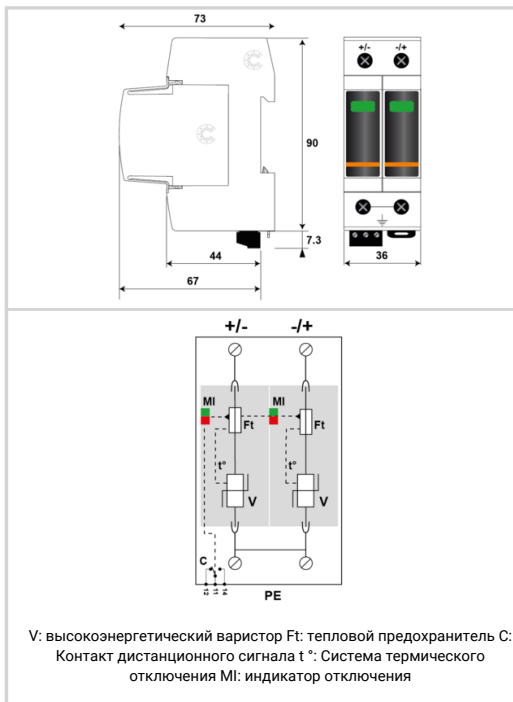 73
+/- -/+
90
7.3
44
36
67
+/- -/+
MI MI
Ft Ft
t° t°
V V
C
12 11 14
PE
V: высокоэнергетический варистор Ft: тепловой предохранитель C:
Контакт дистанционного сигнала t °: Система термического
отключения MI: индикатор отключения